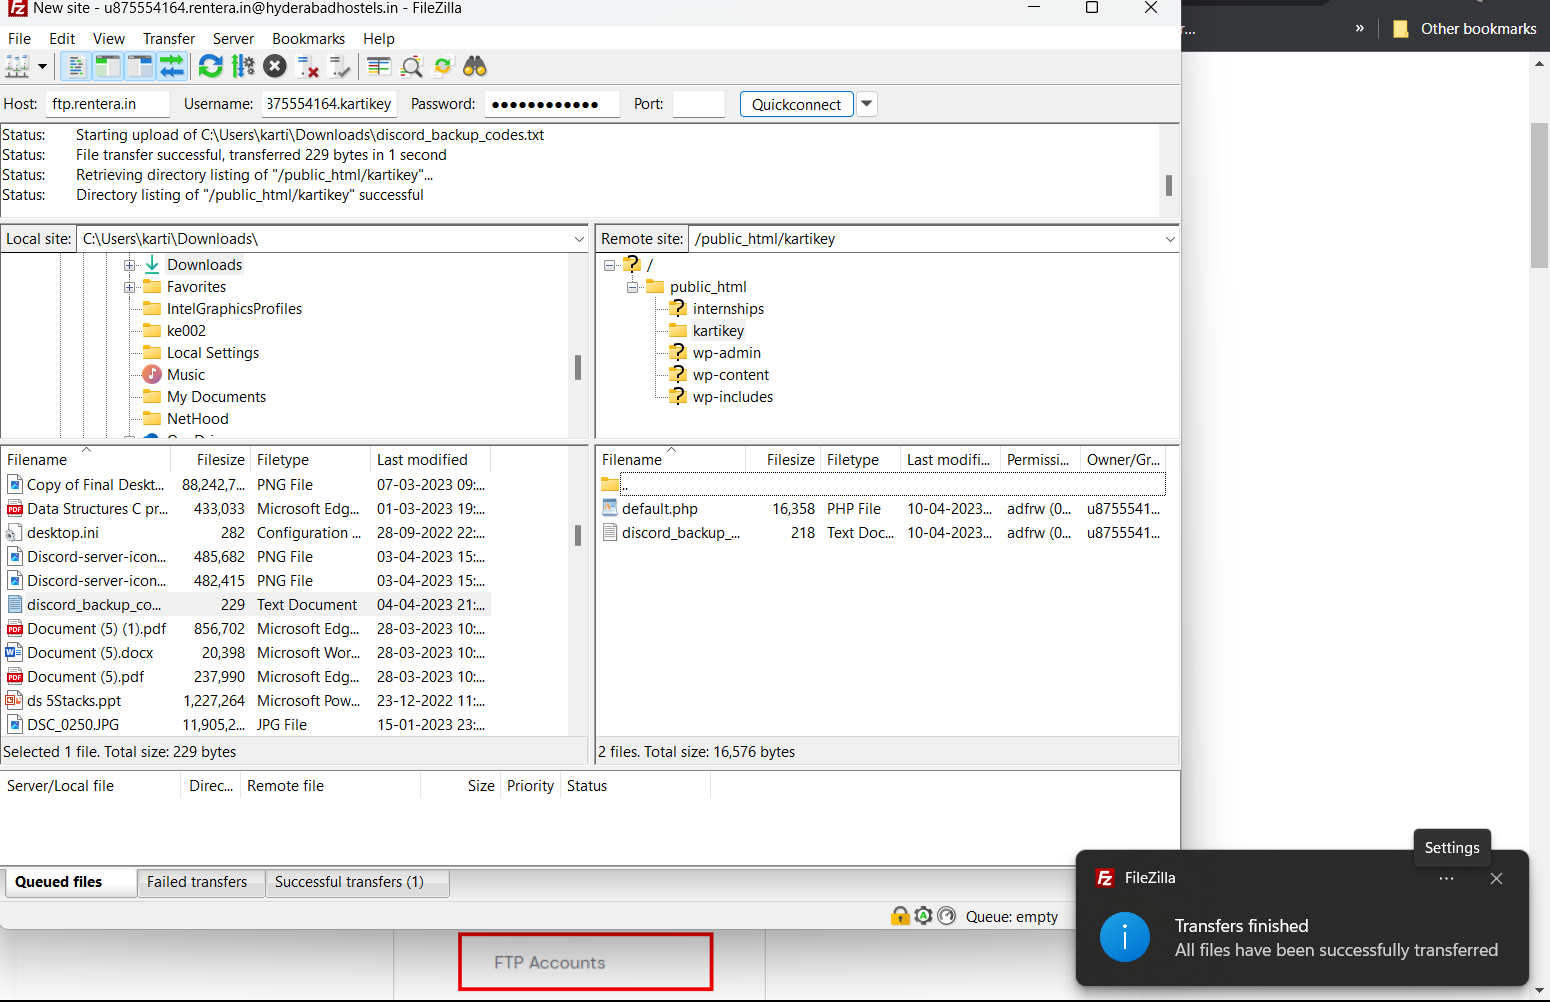 New site - u875554164.rentera.in@hyderabadhostels.in - FileZilla
File Edit View Transfer Server Bookmarks Help
» Other bookmarks
Host: ftp.rentera.in Username: 375554164.kartikey Password: ●●●●●●●●●●●● Port: Quickconnect
Status: Starting upload of C:\Users\karti\Downloads\discord_backup_codes.txt
Status: File transfer successful, transferred 229 bytes in 1 second
Status: Retrieving directory listing of "/public_html/kartikey"...
Status: Directory listing of "/public_html/kartikey" successful
Local site: C:\Users\karti\Downloads\
Downloads
Favorites
IntelGraphicsProfiles
ke002
Local Settings
Music
My Documents
NetHood
Remote site: /public_html/kartikey
/
public_html
internships
kartikey
wp-admin
wp-content
wp-includes
Filename Filesize Filetype Last modified
Copy of Final Deskt... 88,242,7... PNG File 07-03-2023 09:...
Data Structures C pr... 433,033 Microsoft Edg... 01-03-2023 19:...
desktop.ini 282 Configuration ... 28-09-2022 22:...
Discord-server-icon... 485,682 PNG File 03-04-2023 15:...
Discord-server-icon... 482,415 PNG File 03-04-2023 15:...
discord_backup_co... 229 Text Document 04-04-2023 21:...
Document (5) (1).pdf 856,702 Microsoft Edg... 28-03-2023 10:...
Document (5).docx 20,398 Microsoft Wor... 28-03-2023 10:...
Document (5).pdf 237,990 Microsoft Edg... 28-03-2023 10:...
ds 5Stacks.ppt 1,227,264 Microsoft Pow... 23-12-2022 11:...
DSC_0250.JPG 11,905,2... JPG File 15-01-2023 23:...
Selected 1 file. Total size: 229 bytes
Filename Filesize Filetype Last modifi... Permissi... Owner/Gr...
..
default.php 16,358 PHP File 10-04-2023... adfrw (0... u8755541...
discord_backup_... 218 Text Doc... 10-04-2023... adfrw (0... u8755541...
2 files. Total size: 16,576 bytes
Server/Local file Direc... Remote file Size Priority Status
Queued files Failed transfers Successful transfers (1)
Queue: empty
Settings
FileZilla
Transfers finished
All files have been successfully transferred
FTP Accounts